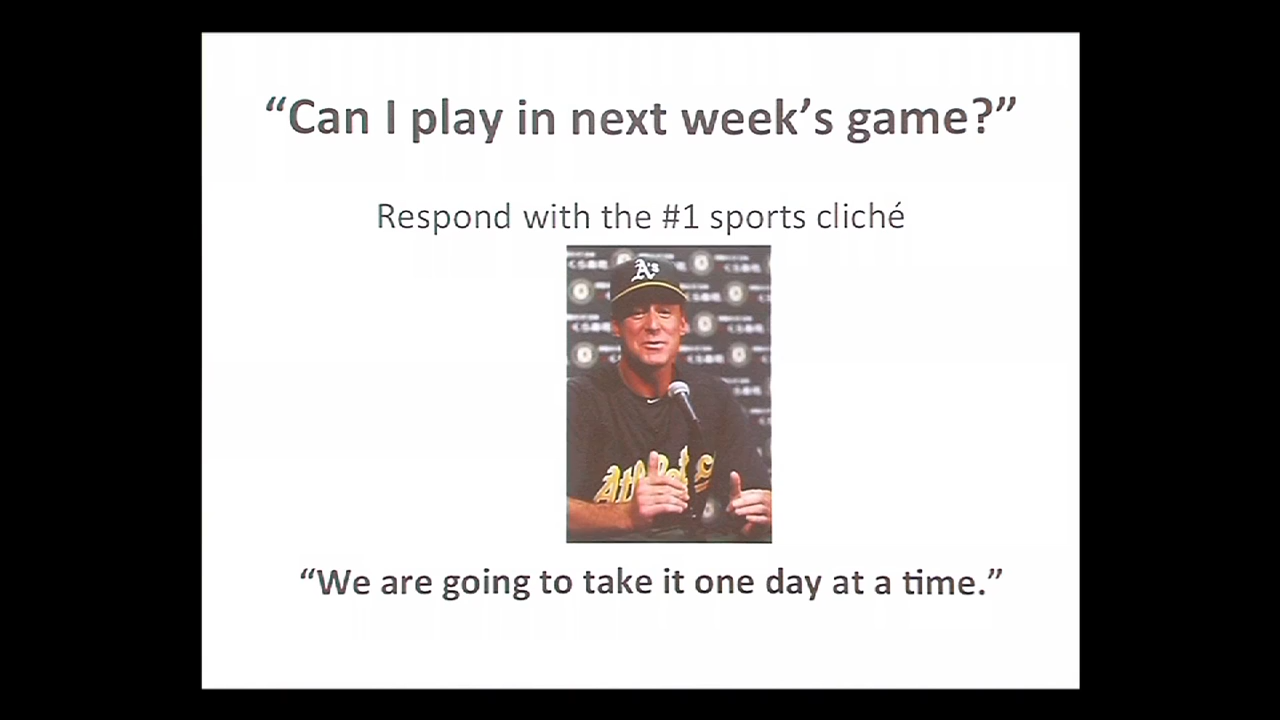 “Can I play in next week’s game?”
Respond with the #1 sports cliché
A's
Athletics
“We are going to take it one day at a time.”